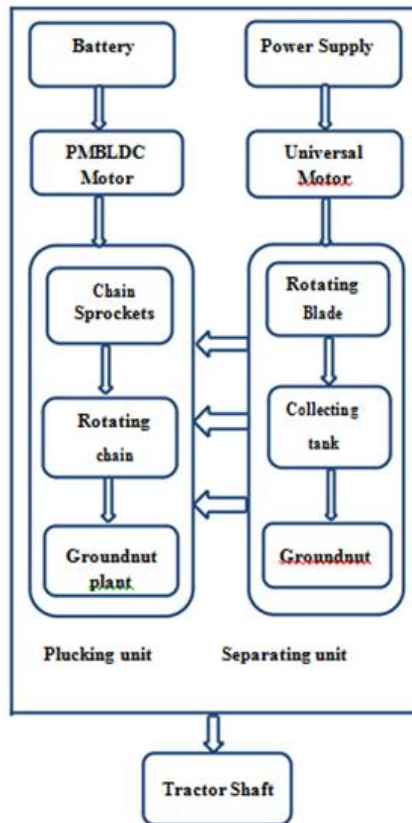 Battery
Power Supply
PMBLDC
Motor
Universal
Motor
Chain
Sprockets
Rotating
Blade
Rotating
chain
Collecting
tank
Groundnut
plant
Groundnut
Plucking unit
Separating unit
Tractor Shaft